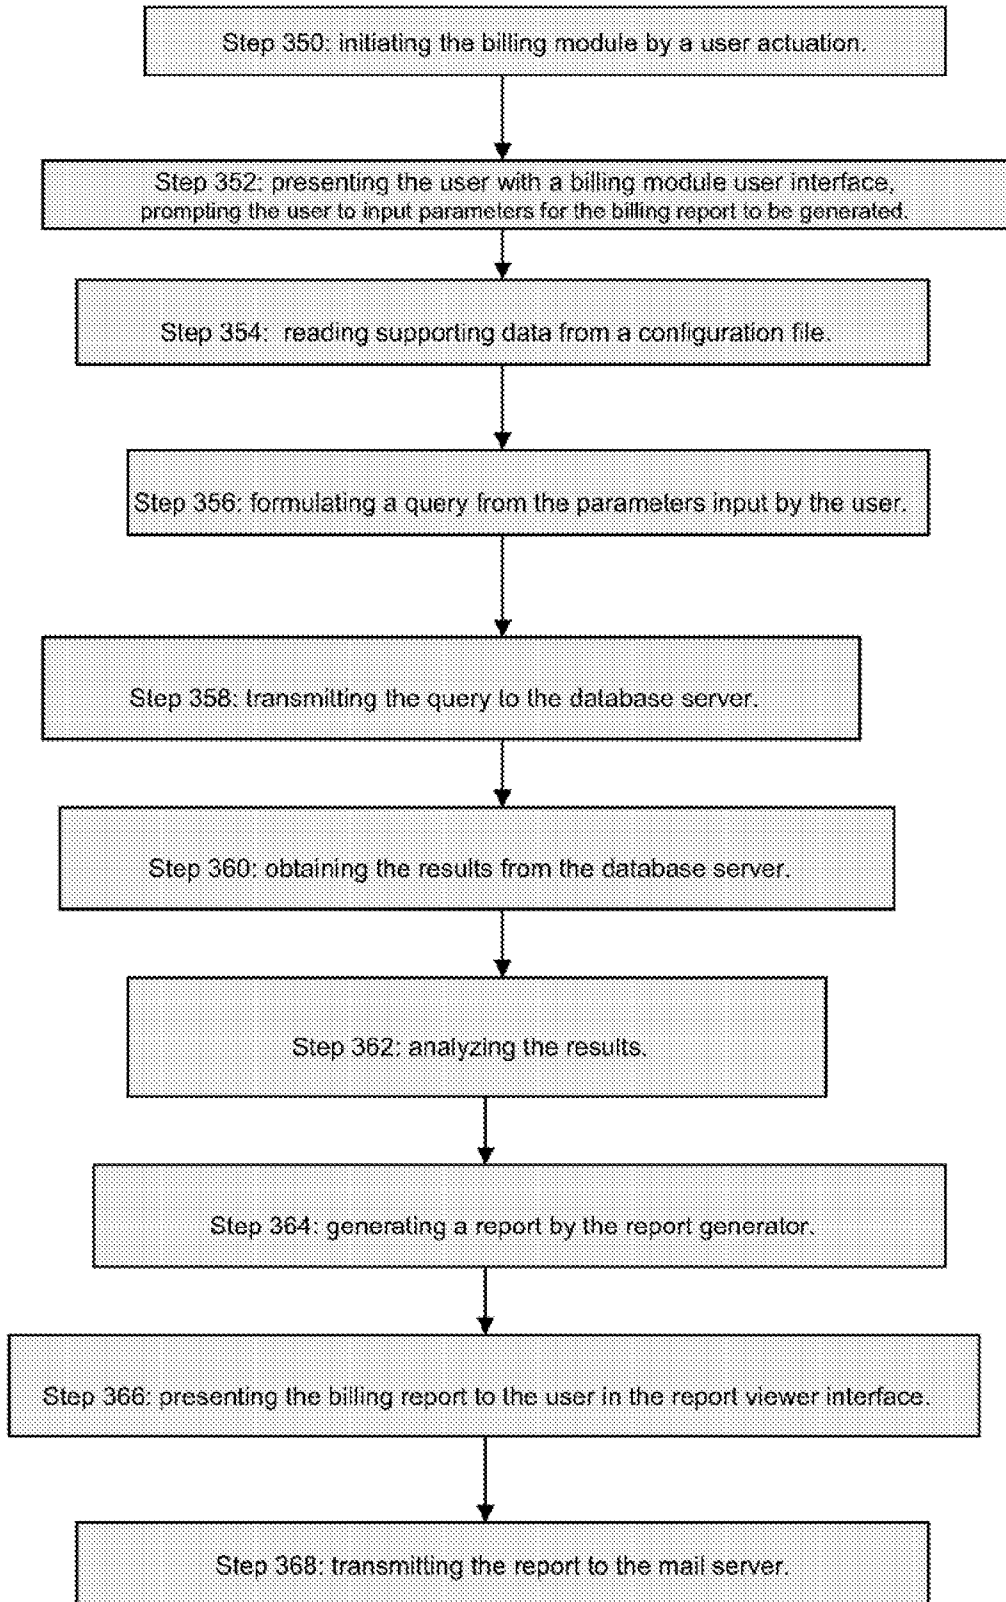 Step 350: initiating the billing module by a user actuation.
Step 352: presenting the user with a billing module user interface,
prompting the user to input parameters for the billing report to be generated.
Step 354: reading supporting data from a configuration file.
Step 356: formulating a query from the parameters input by the user.
Step 358: transmitting the query to the database server.
Step 360: obtaining the results from the database server.
Step 362: analyzing the results.
Step 364: generating a report by the report generator.
Step 366: presenting the billing report to the user in the report viewer interface.
Step 368: transmitting the report to the mail server.